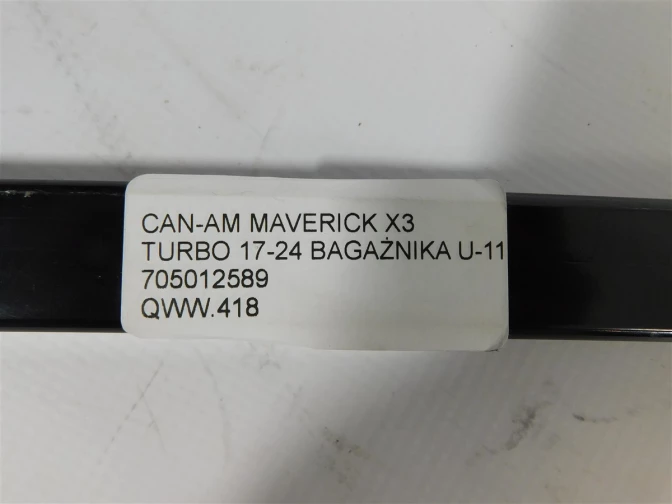 CAN-AM MAVERICK X3
TURBO 17-24 BAGAŻNIKA U-11
705012589
QWW.418